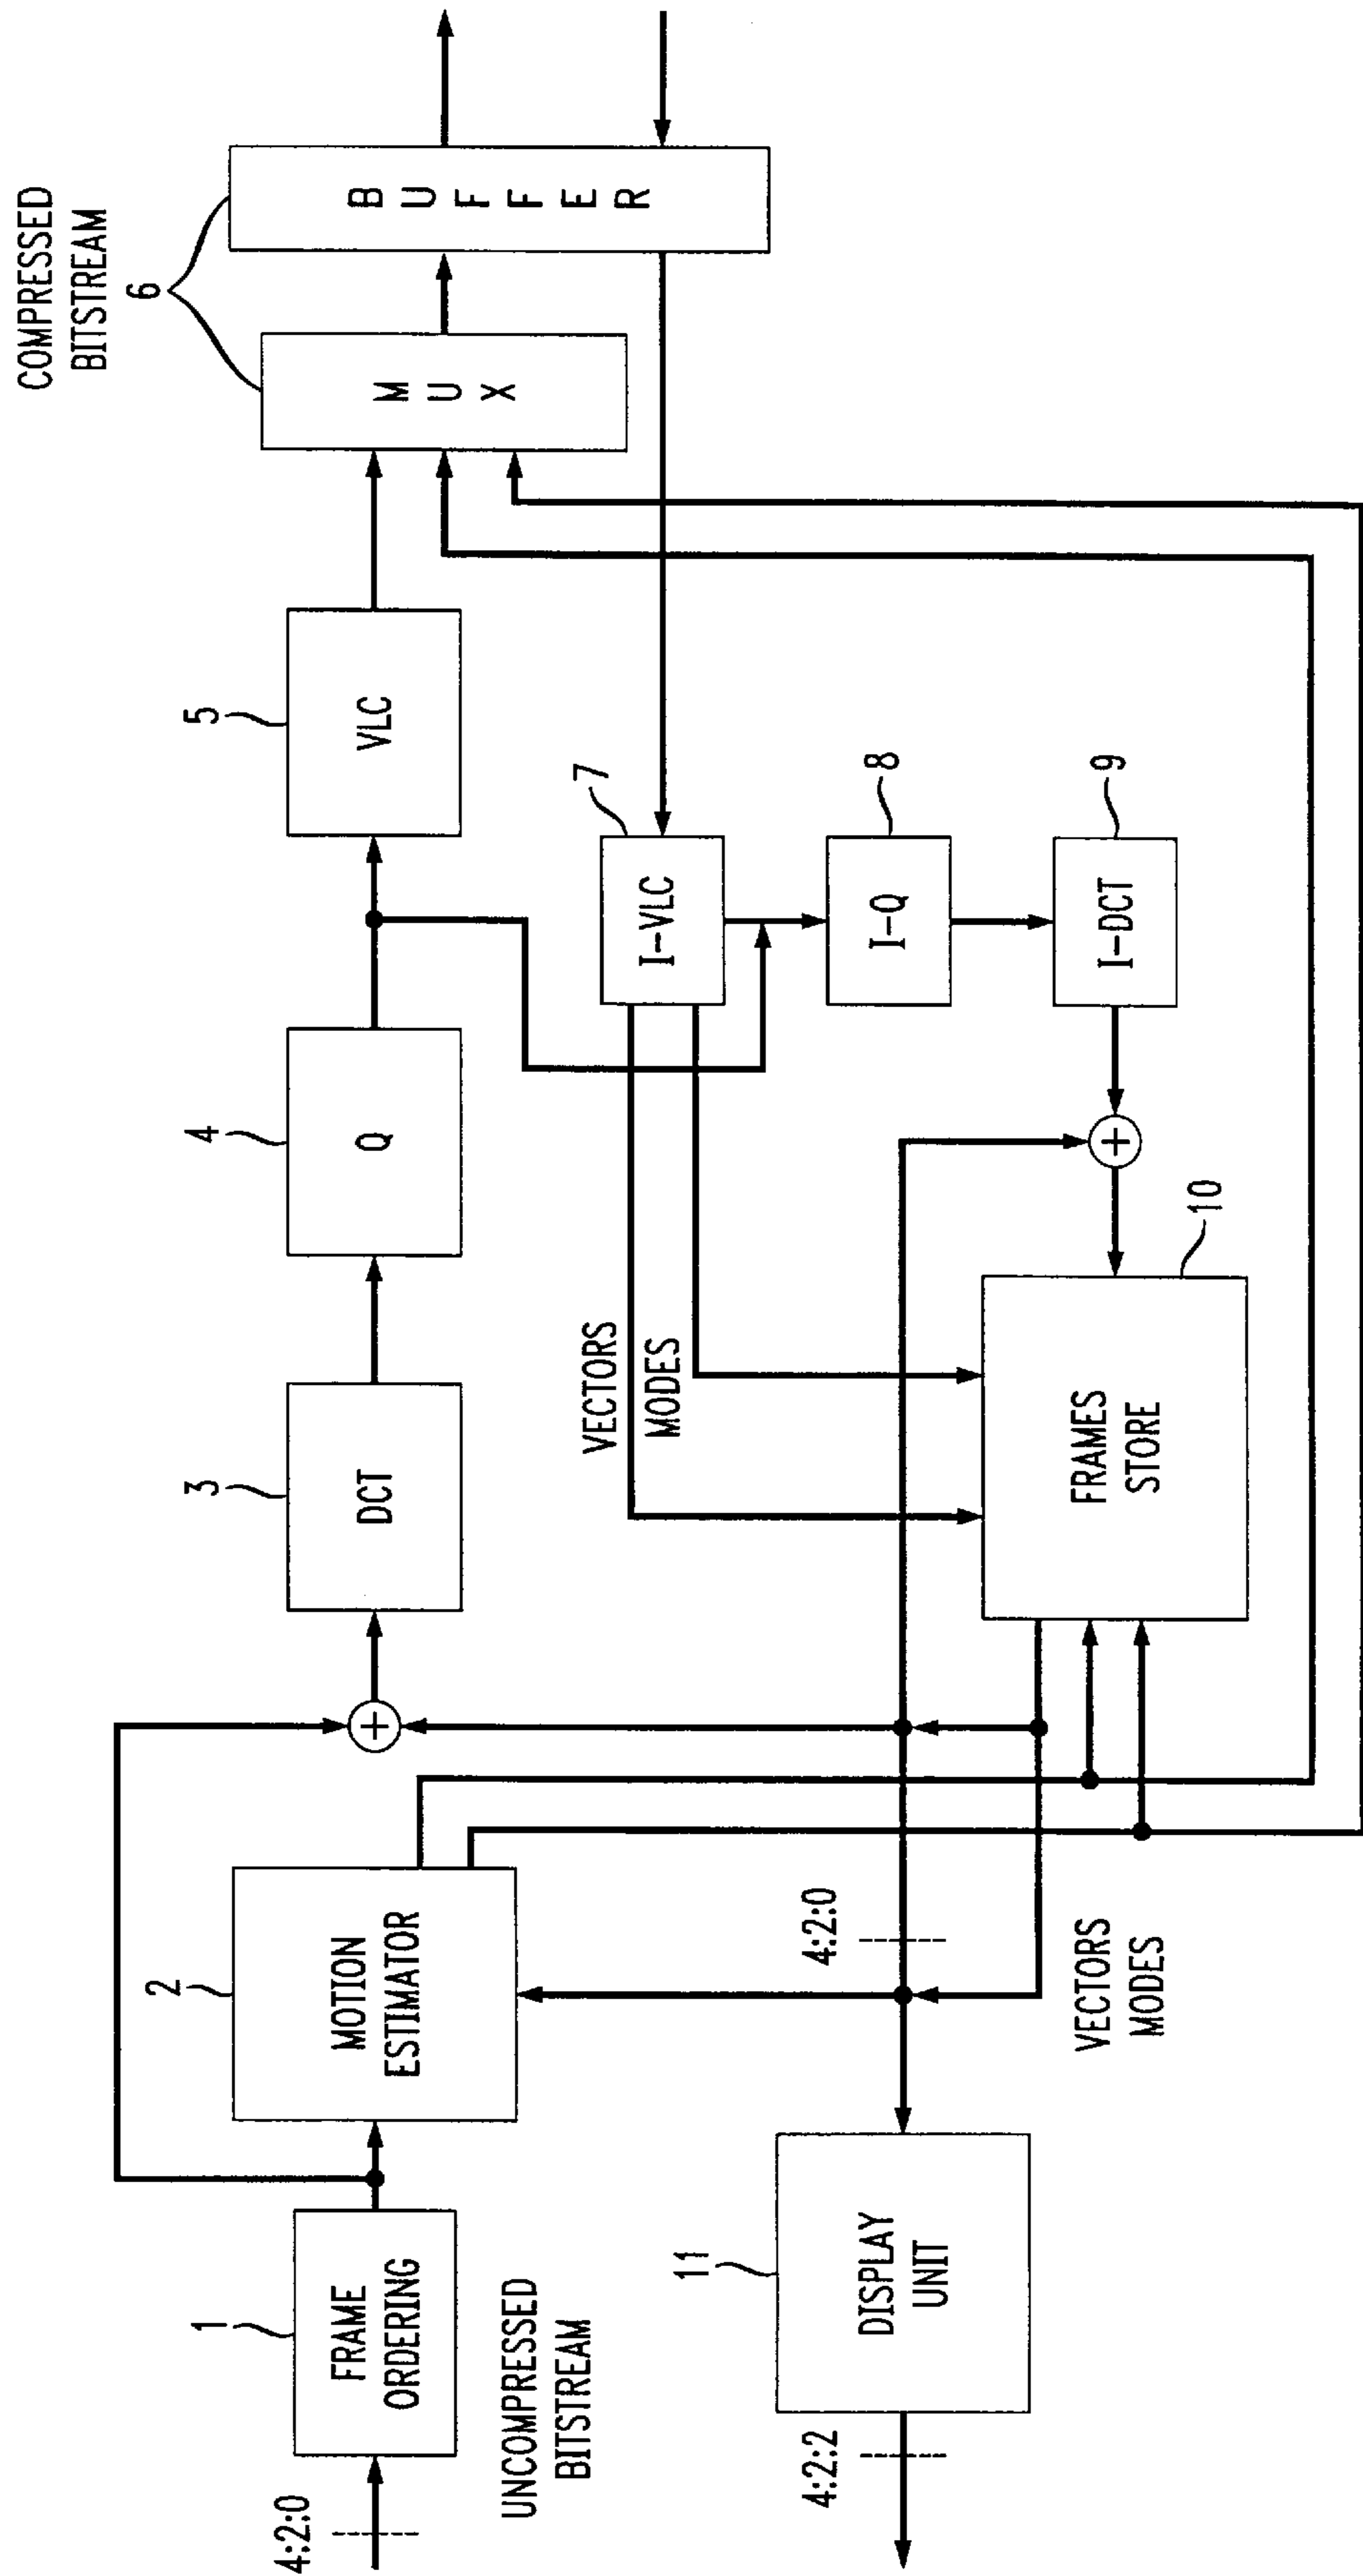 COMPRESSED
BITSTREAM
6
MUX
BUFFER
5
VLC
4
Q
3
DCT
2
MOTION
ESTIMATOR
1
FRAME
ORDERING
4:2:0
UNCOMPRESSED
BITSTREAM
7
I-VLC
8
I-Q
9
I-DCT
VECTORS
MODES
10
FRAMES
STORE
4:2:0
VECTORS
MODES
11
DISPLAY
UNIT
4:2:2